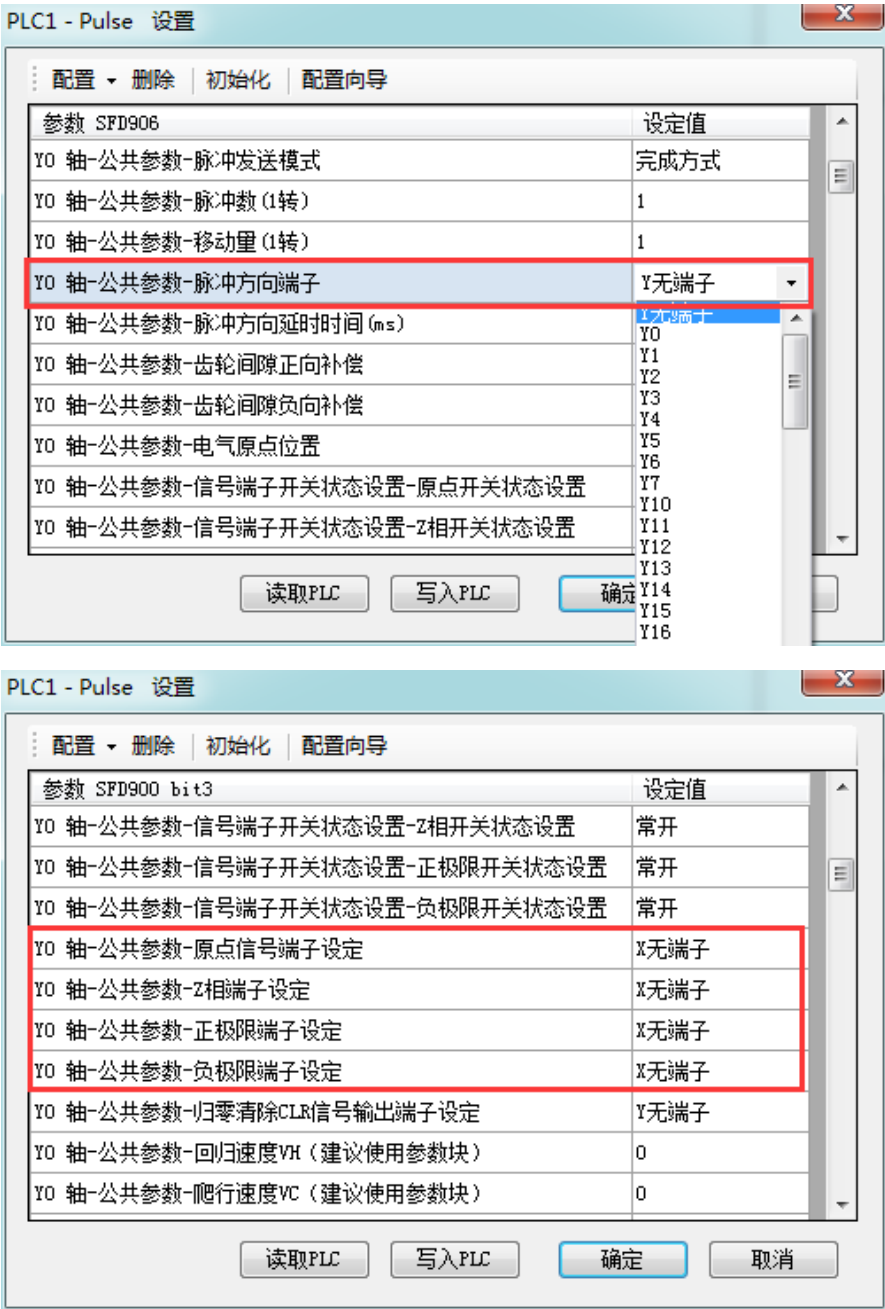 PLC1 - Pulse 设置
配置 删除 初始化 配置向导
参数 SFD906 设定值
Y0 轴-公共参数-脉冲发送模式 完成方式
Y0 轴-公共参数-脉冲数(1转) 1
Y0 轴-公共参数-移动量(1转) 1
Y0 轴-公共参数-脉冲方向端子 Y无端子
Y0 轴-公共参数-脉冲方向延时时间(ms)
Y0 轴-公共参数-齿轮间隙正向补偿
Y0 轴-公共参数-齿轮间隙负向补偿
Y0 轴-公共参数-电气原点位置
Y0 轴-公共参数-信号端子开关状态设置-原点开关状态设置
Y0 轴-公共参数-信号端子开关状态设置-Z相开关状态设置
Y无端子
Y0
Y1
Y2
Y3
Y4
Y5
Y6
Y7
Y10
Y11
Y12
Y13
Y14
Y15
Y16
读取PLC 写入PLC 确定
PLC1 - Pulse 设置
配置 删除 初始化 配置向导
参数 SFD900 bit3 设定值
Y0 轴-公共参数-信号端子开关状态设置-Z相开关状态设置 常开
Y0 轴-公共参数-信号端子开关状态设置-正极限开关状态设置 常开
Y0 轴-公共参数-信号端子开关状态设置-负极限开关状态设置 常开
Y0 轴-公共参数-原点信号端子设定 X无端子
Y0 轴-公共参数-Z相端子设定 X无端子
Y0 轴-公共参数-正极限端子设定 X无端子
Y0 轴-公共参数-负极限端子设定 X无端子
Y0 轴-公共参数-归零清除CLR信号输出端子设定 Y无端子
Y0 轴-公共参数-回归速度VH（建议使用参数块） 0
Y0 轴-公共参数-爬行速度VC（建议使用参数块） 0
读取PLC 写入PLC 确定 取消